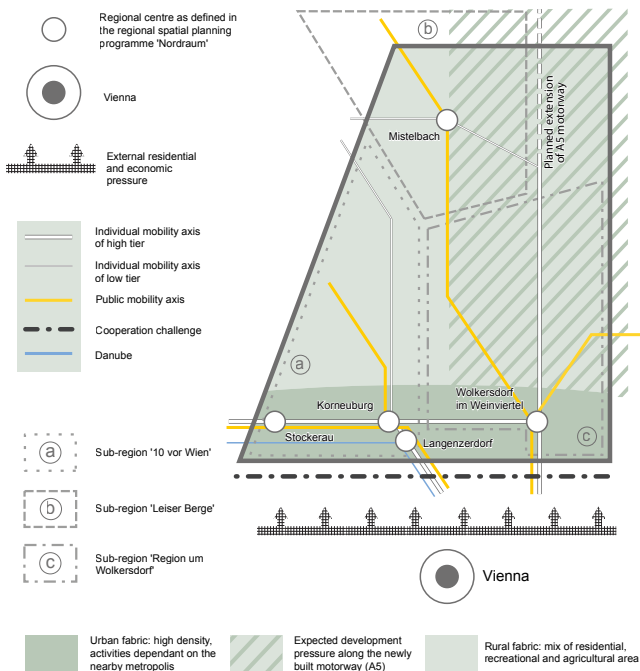 Regional centre as defined in
the regional spatial planning
programme 'Nordraum'
Vienna
External residential
and economic
pressure
Individual mobility axis
of high tier
Individual mobility axis
of low tier
Public mobility axis
Cooperation challenge
Danube
a
Sub-region '10 vor Wien'
b
Sub-region 'Leiser Berge'
c
Sub-region 'Region um
Wolkersdorf'
b
Mistelbach
Planned extension
of A5 motorway
a
Wolkersdorf
im Weinviertel
Korneuburg
Stockerau
Langenzerdorf
c
Vienna
Urban fabric: high density,
activities dependant on the
nearby metropolis
Expected development
pressure along the newly
built motorway (A5)
Rural fabric: mix of residential,
recreational and agricultural area